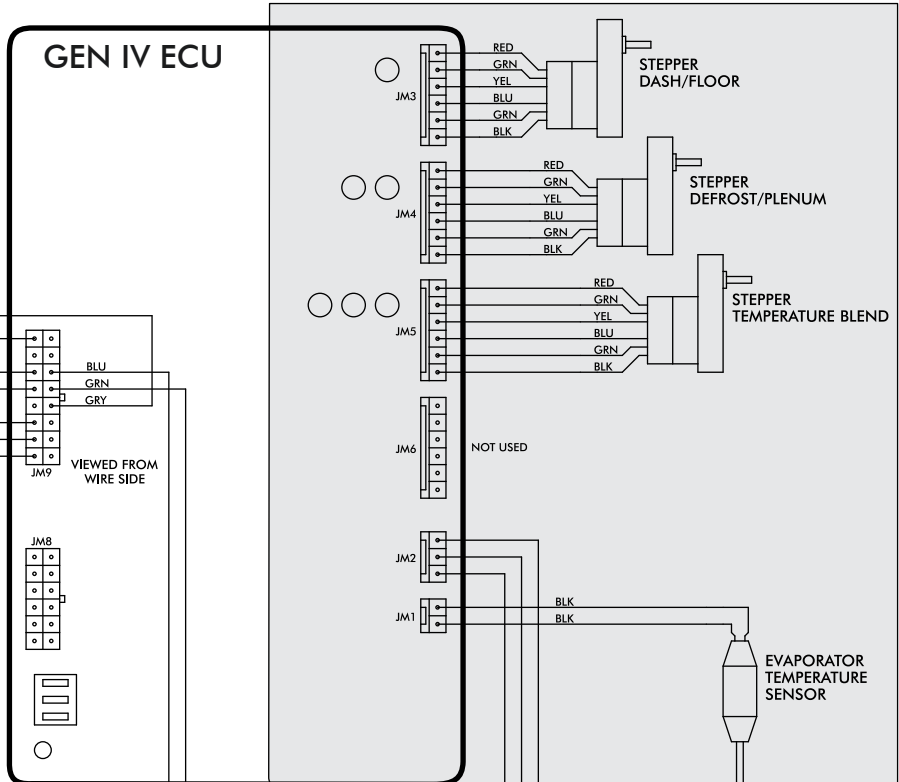 GEN IV ECU
JM3
RED
GRN
YEL
BLU
GRN
BLK
STEPPER
DASH/FLOOR
JM4
RED
GRN
YEL
BLU
GRN
BLK
STEPPER
DEFROST/PLENUM
JM5
RED
GRN
YEL
BLU
GRN
BLK
STEPPER
TEMPERATURE BLEND
BLU
GRN
GRY
JM9
VIEWED FROM
WIRE SIDE
JM6
NOT USED
JM8
JM2
JM1
BLK
BLK
EVAPORATOR
TEMPERATURE
SENSOR